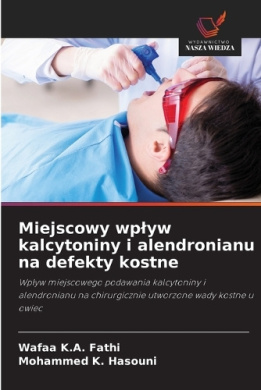 WYDAWNICTWO
NASZA WIEDZA
Miejscowy wpływ
kalcytoniny i alendronianu
na defekty kostne
Wpływ miejscowego podawania kalcytoniny i
alendronianu na chirurgicznie utworzone wady kostne u
owiec
Wafaa K.A. Fathi
Mohammed K. Hasouni